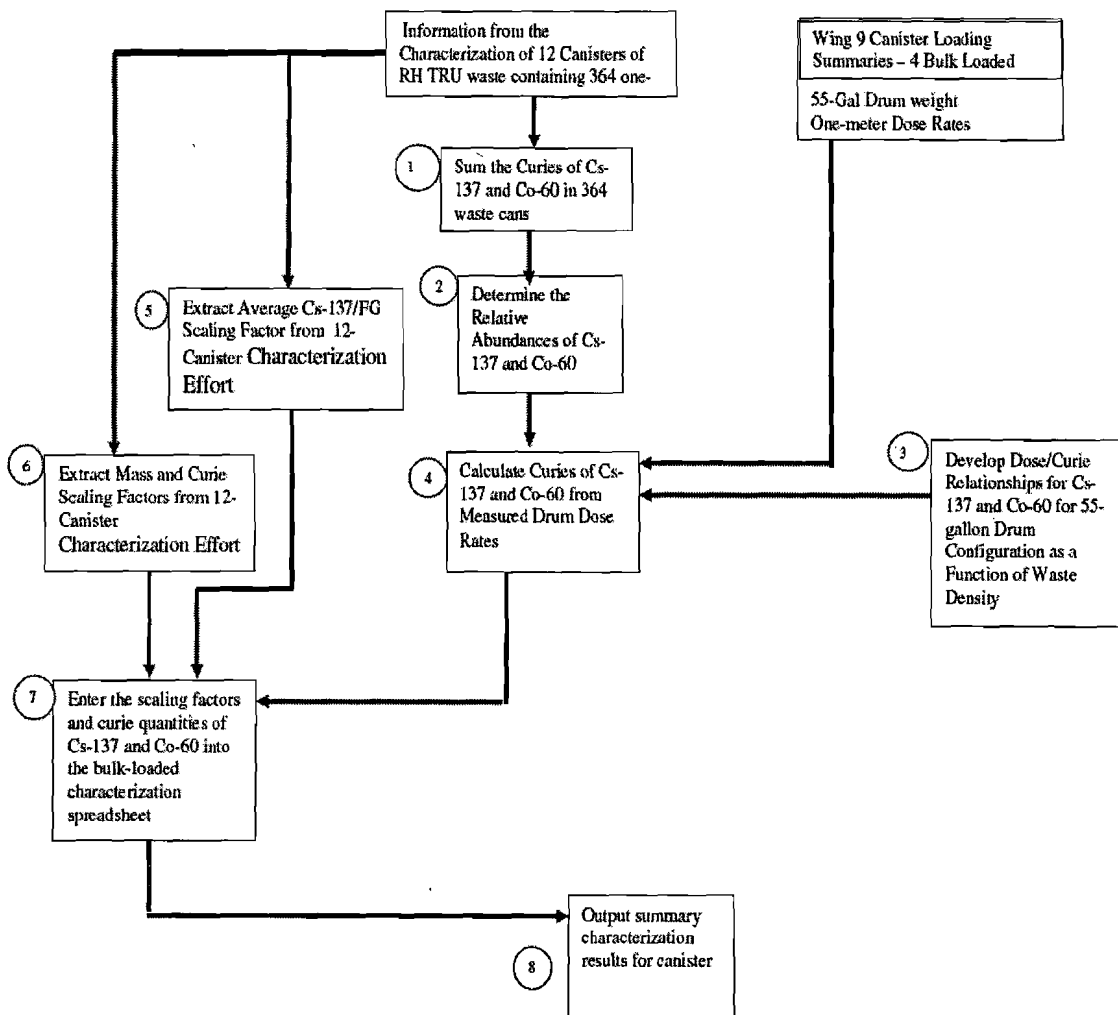 Information from the
Characterization of 12 Canisters of
RH TRU waste containing 364 one-
Wing 9 Canister Loading
Summaries – 4 Bulk Loaded
55-Gal Drum weight
One-meter Dose Rates
1
Sum the Curies of Cs-
137 and Co-60 in 364
waste cans
2
Determine the
Relative
Abundances of Cs-
137 and Co-60
5
Extract Average Cs-137/FG
Scaling Factor from 12-
Canister Characterization
Effort
6
Extract Mass and Curie
Scaling Factors from 12-
Canister
Characterization Effort
4
Calculate Curies of Cs-
137 and Co-60 from
Measured Drum Dose
Rates
3
Develop Dose/Curie
Relationships for Cs-
137 and Co-60 for 55-
gallon Drum
Configuration as a
Function of Waste
Density
7
Enter the scaling factors
and curie quantities of
Cs-137 and Co-60 into
the bulk-loaded
characterization
spreadsheet
8
Output summary
characterization
results for canister